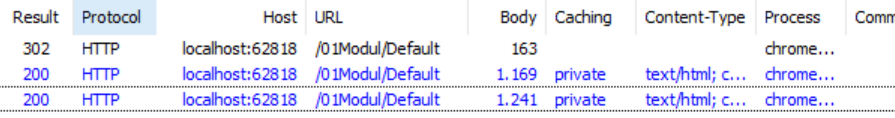 Result Protocol Host URL Body Caching Content-Type Process Comm
302 HTTP localhost:62818 /01Modul/Default 163 chrome...
200 HTTP localhost:62818 /01Modul/Default 1.169 private text/html; c... chrome...
200 HTTP localhost:62818 /01Modul/Default 1.241 private text/html; c... chrome...